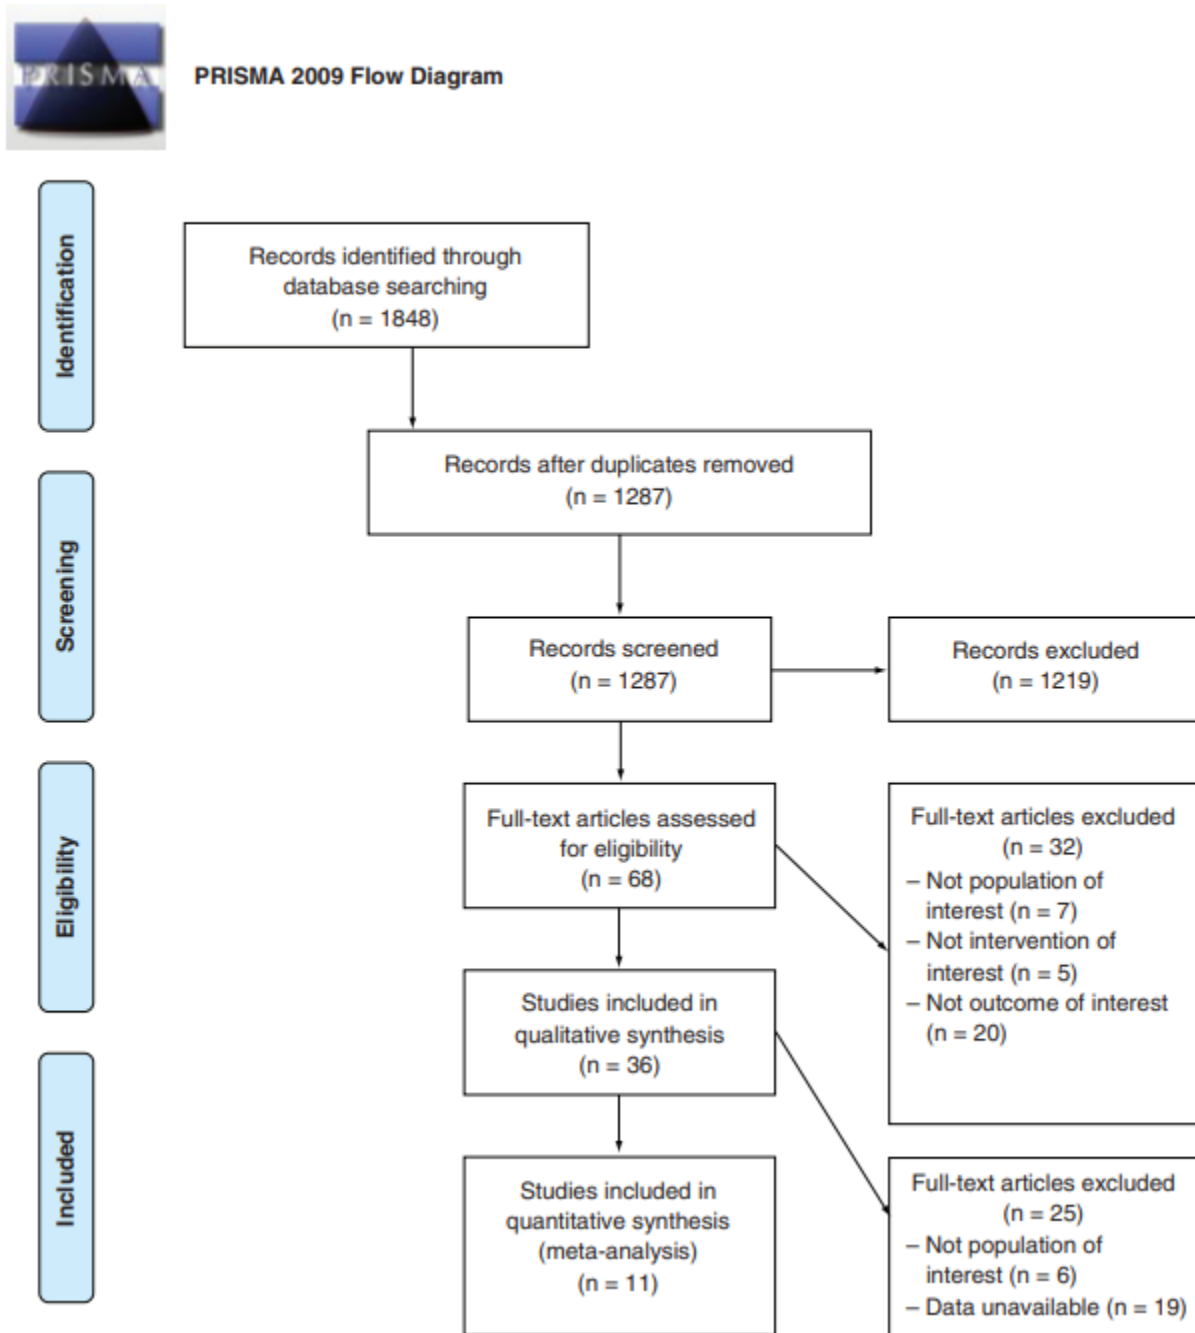 PRISMA
PRISMA 2009 Flow Diagram
Identification
Records identified through
database searching
(n = 1848)
Records after duplicates removed
(n = 1287)
Screening
Records screened
(n = 1287)
Records excluded
(n = 1219)
Eligibility
Full-text articles assessed
for eligibility
(n = 68)
Full-text articles excluded
(n = 32)
– Not population of
interest (n = 7)
– Not intervention of
interest (n = 5)
– Not outcome of interest
(n = 20)
Studies included in
qualitative synthesis
(n = 36)
Included
Studies included in
quantitative synthesis
(meta-analysis)
(n = 11)
Full-text articles excluded
(n = 25)
– Not population of
interest (n = 6)
– Data unavailable (n = 19)